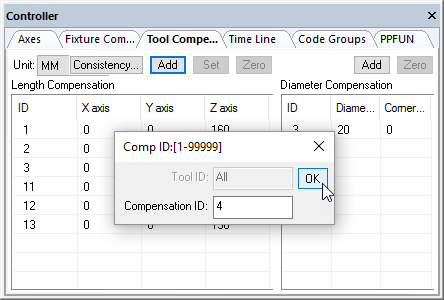 Controller
Axes Fixture Com... Tool Compe... Time Line Code Groups PPFUN
Unit: MM Consistency... Add Set Zero Add Zero
Length Compensation Diameter Compensation
ID X axis Y axis Z axis ID Diame... Corner...
1 0 0 160 3 20 0
2 0
3 0
11 0
12 0
13 0
Comp ID:[1-99999]
Tool ID: All OK
Compensation ID: 4